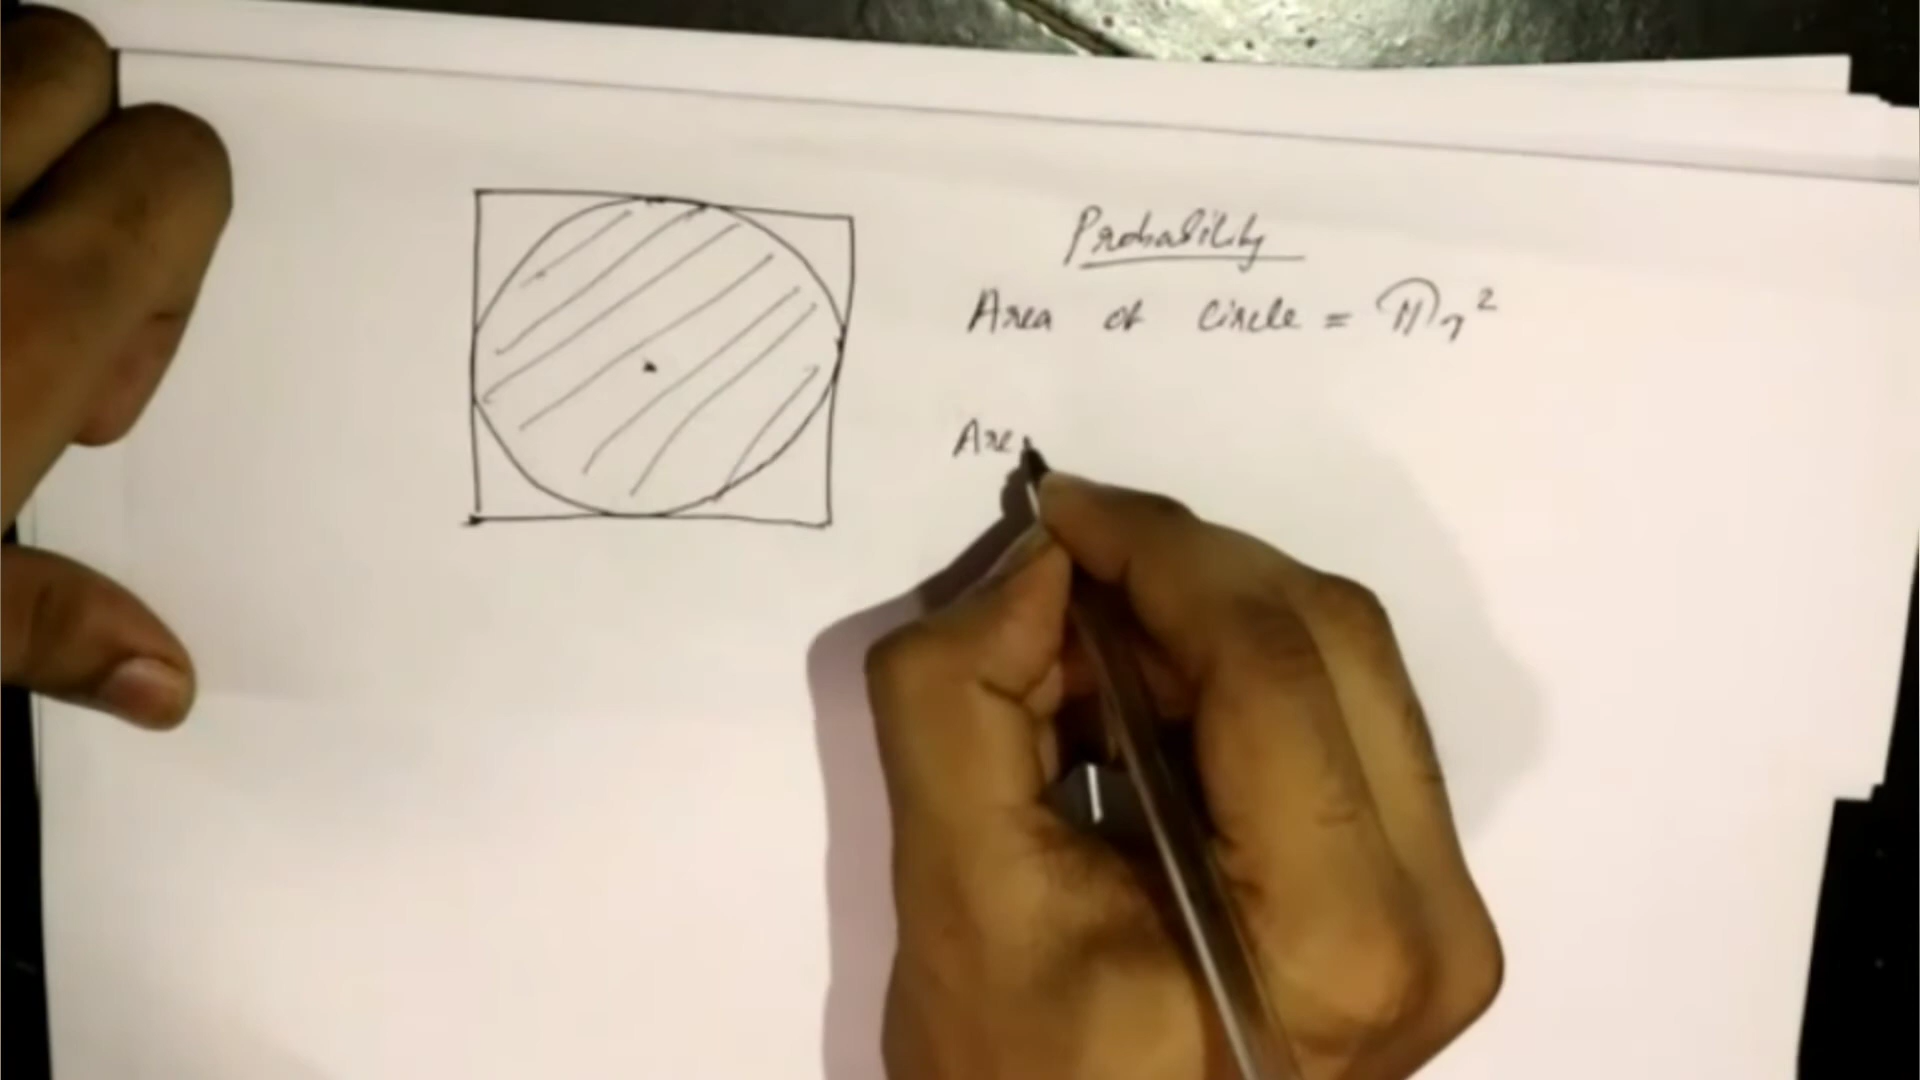 Probability
Area of Circle = πr²
Are